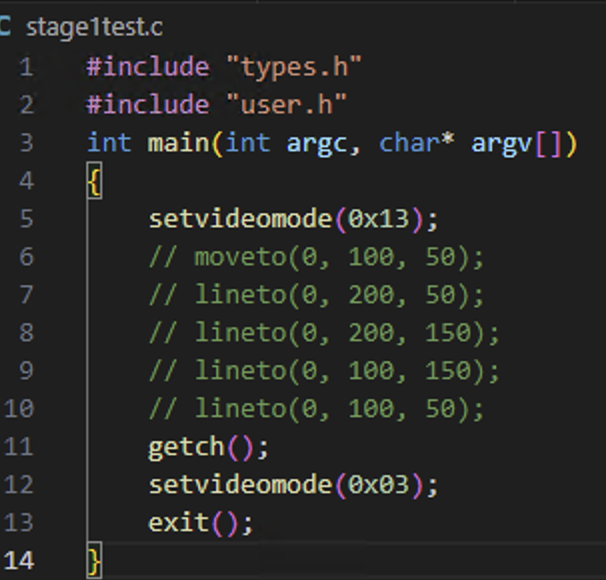 C stage1test.c
1 #include "types.h"
2 #include "user.h"
3 int main(int argc, char* argv[])
4 {
5     setvideomode(0x13);
6     // moveto(0, 100, 50);
7     // lineto(0, 200, 50);
8     // lineto(0, 200, 150);
9     // lineto(0, 100, 150);
10     // lineto(0, 100, 50);
11     getch();
12     setvideomode(0x03);
13     exit();
14 }